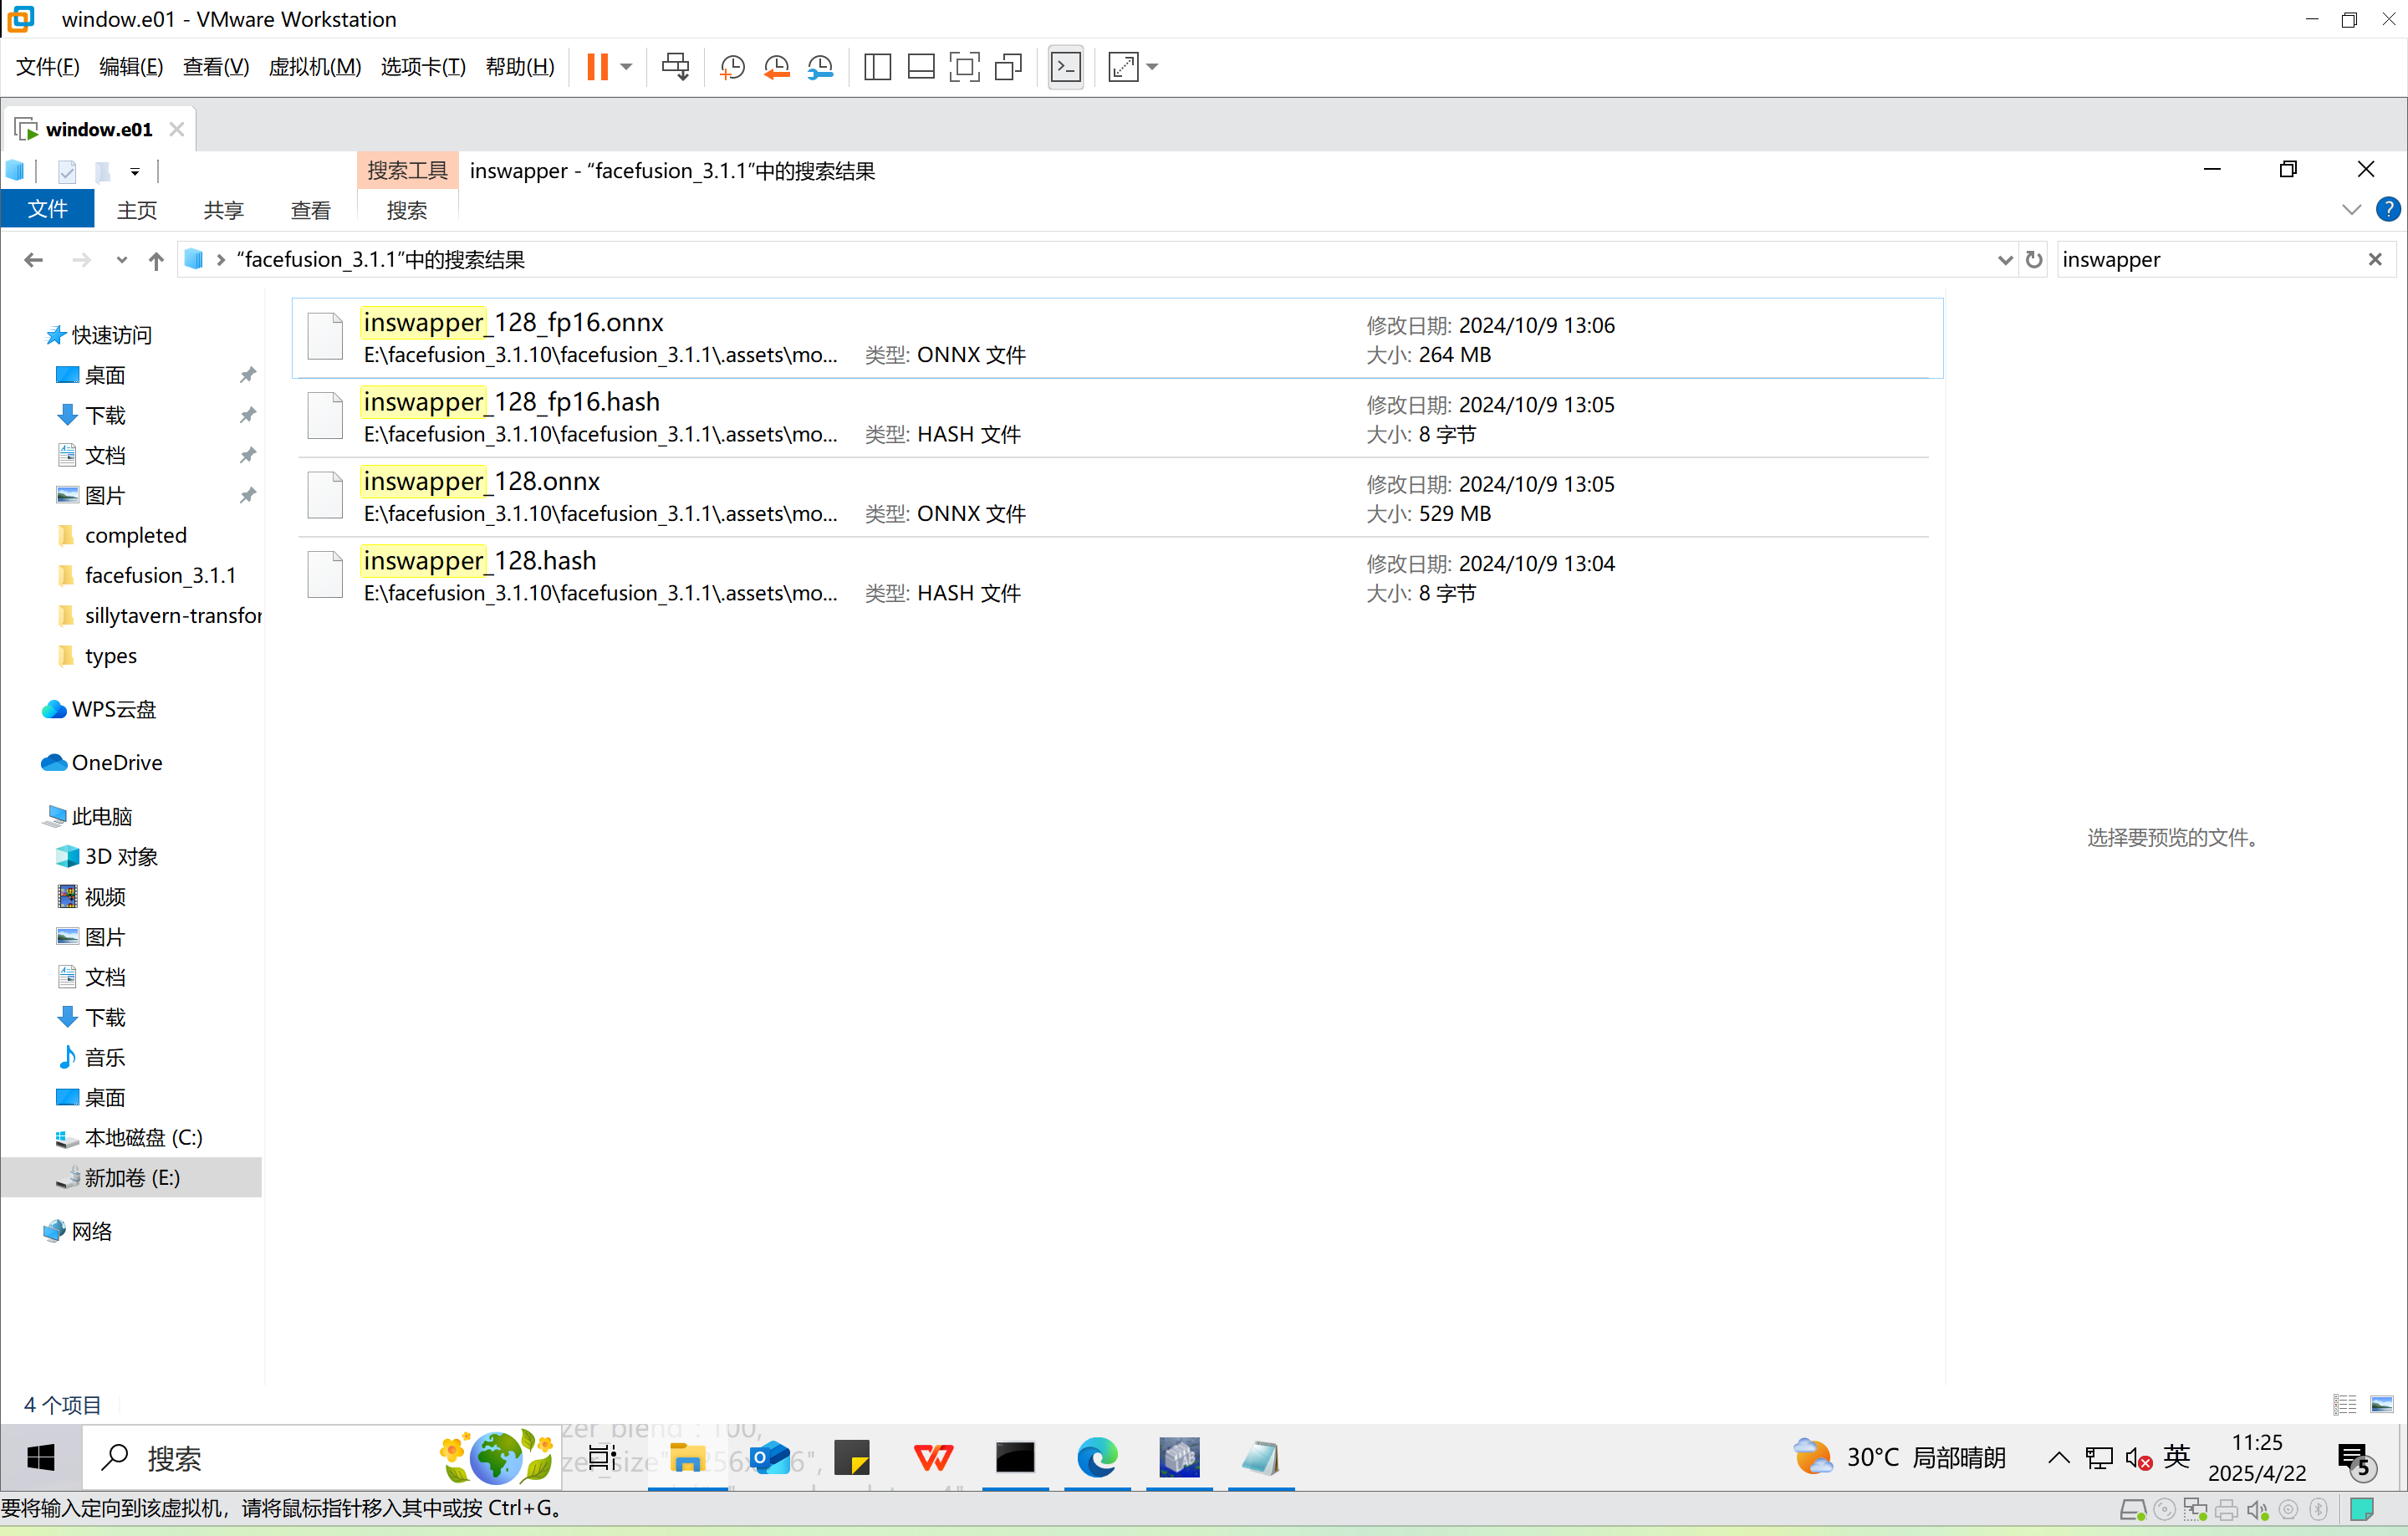 window.e01 - VMware Workstation
文件(F) 编辑(E) 查看(V) 虚拟机(M) 选项卡(T) 帮助(H)
window.e01
搜索工具 inswapper - “facefusion_3.1.1”中的搜索结果
文件 主页 共享 查看 搜索
“facefusion_3.1.1”中的搜索结果
inswapper
快速访问
桌面
下载
文档
图片
completed
facefusion_3.1.1
sillytavern-transfor
types
WPS云盘
OneDrive
此电脑
3D 对象
视频
图片
文档
下载
音乐
桌面
本地磁盘 (C:)
新加卷 (E:)
网络
inswapper_128_fp16.onnx 修改日期: 2024/10/9 13:06
E:\facefusion_3.1.10\facefusion_3.1.1\.assets\mo... 类型: ONNX 文件 大小: 264 MB
inswapper_128_fp16.hash 修改日期: 2024/10/9 13:05
E:\facefusion_3.1.10\facefusion_3.1.1\.assets\mo... 类型: HASH 文件 大小: 8 字节
inswapper_128.onnx 修改日期: 2024/10/9 13:05
E:\facefusion_3.1.10\facefusion_3.1.1\.assets\mo... 类型: ONNX 文件 大小: 529 MB
inswapper_128.hash 修改日期: 2024/10/9 13:04
E:\facefusion_3.1.10\facefusion_3.1.1\.assets\mo... 类型: HASH 文件 大小: 8 字节
选择要预览的文件。
4 个项目
搜索
30°C 局部晴朗
英
11:25
2025/4/22
5
要将输入定向到该虚拟机，请将鼠标指针移入其中或按 Ctrl+G。